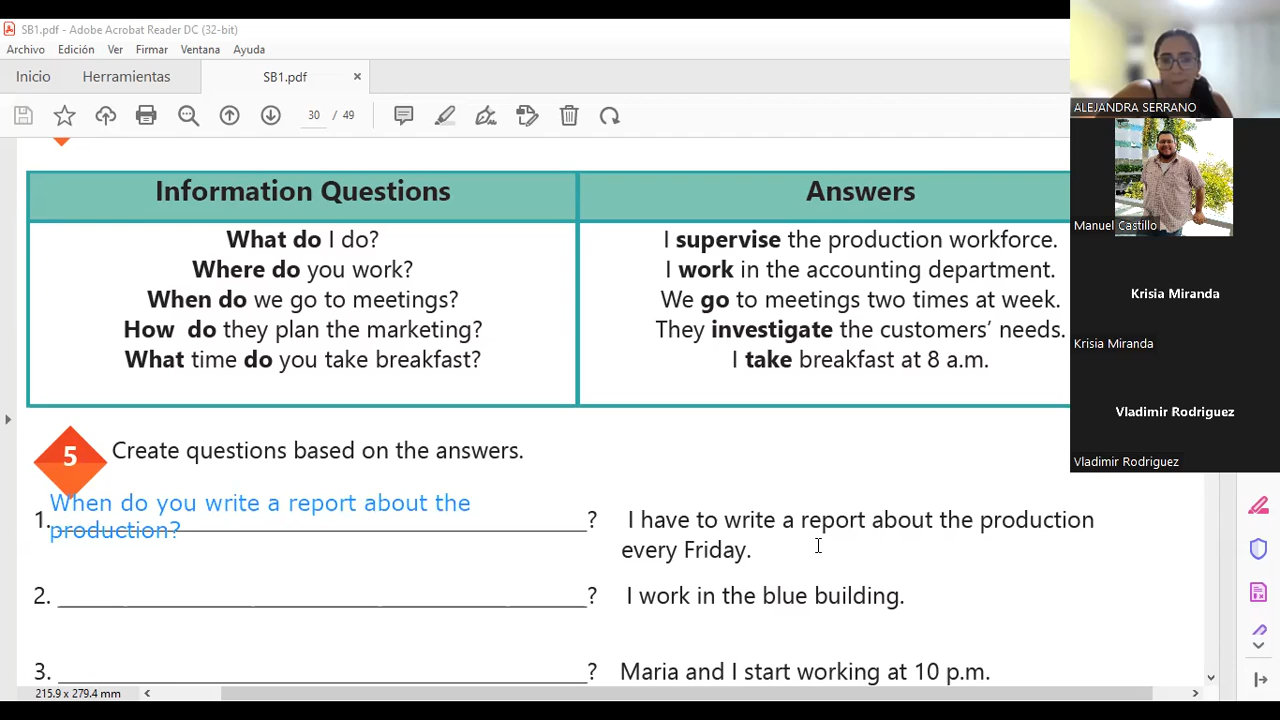 SB1.pdf - Adobe Acrobat Reader DC (32-bit)
Archivo Edición Ver Firmar Ventana Ayuda
Inicio Herramientas SB1.pdf ×
30 / 49
Information Questions Answers
What do I do? I supervise the production workforce.
Where do you work? I work in the accounting department.
When do we go to meetings? We go to meetings two times at week.
How do they plan the marketing? They investigate the customers’ needs.
What time do you take breakfast? I take breakfast at 8 a.m.
5 Create questions based on the answers.
When do you write a report about the
production?
1. ? I have to write a report about the production
every Friday.
2. ? I work in the blue building.
3. ? Maria and I start working at 10 p.m.
215.9 x 279.4 mm
ALEJANDRA SERRANO
Manuel Castillo
Krisia Miranda
Krisia Miranda
Vladimir Rodriguez
Vladimir Rodriguez